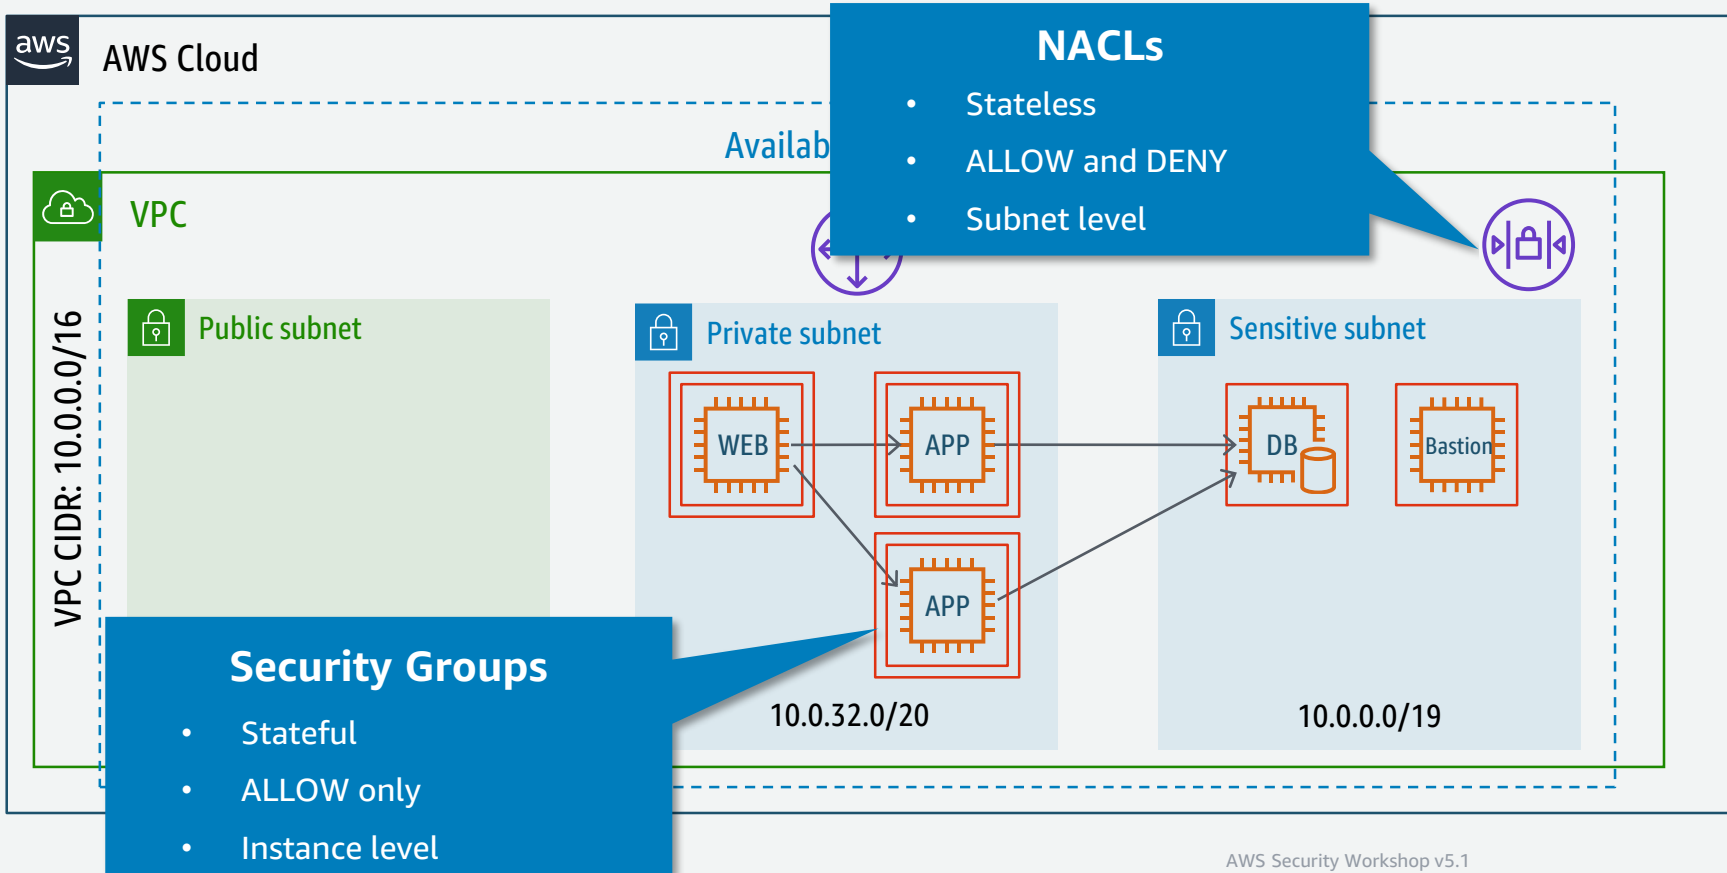 aws
AWS Cloud
NACLs
• Stateless
• ALLOW and DENY
• Subnet level
Availab
VPC
VPC CIDR: 10.0.0.0/16
Public subnet
Private subnet
Sensitive subnet
WEB
APP
DB
Bastion
APP
Security Groups
• Stateful
• ALLOW only
• Instance level
10.0.32.0/20
10.0.0.0/19
AWS Security Workshop v5.1